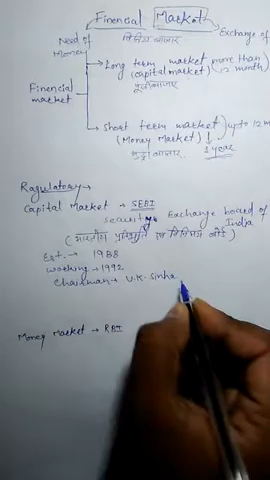 Financial Market
Need of Money
वित्तीय बाजार
Exchange of
Financial market
Long term market (capital market) more than 12 month
पूंजीबाजार
Short term market (Money Market) upto 12 m
मुद्रा बाजार
1 year
Ragulatory→
Capital Market → SEBI
security Exchange board of India
(भारतीय प्रतिभूति एवं विनिमय बोर्ड)
Est. → 1988
working → 1992
Chairman → U.K. Sinha
Money Market → RBI